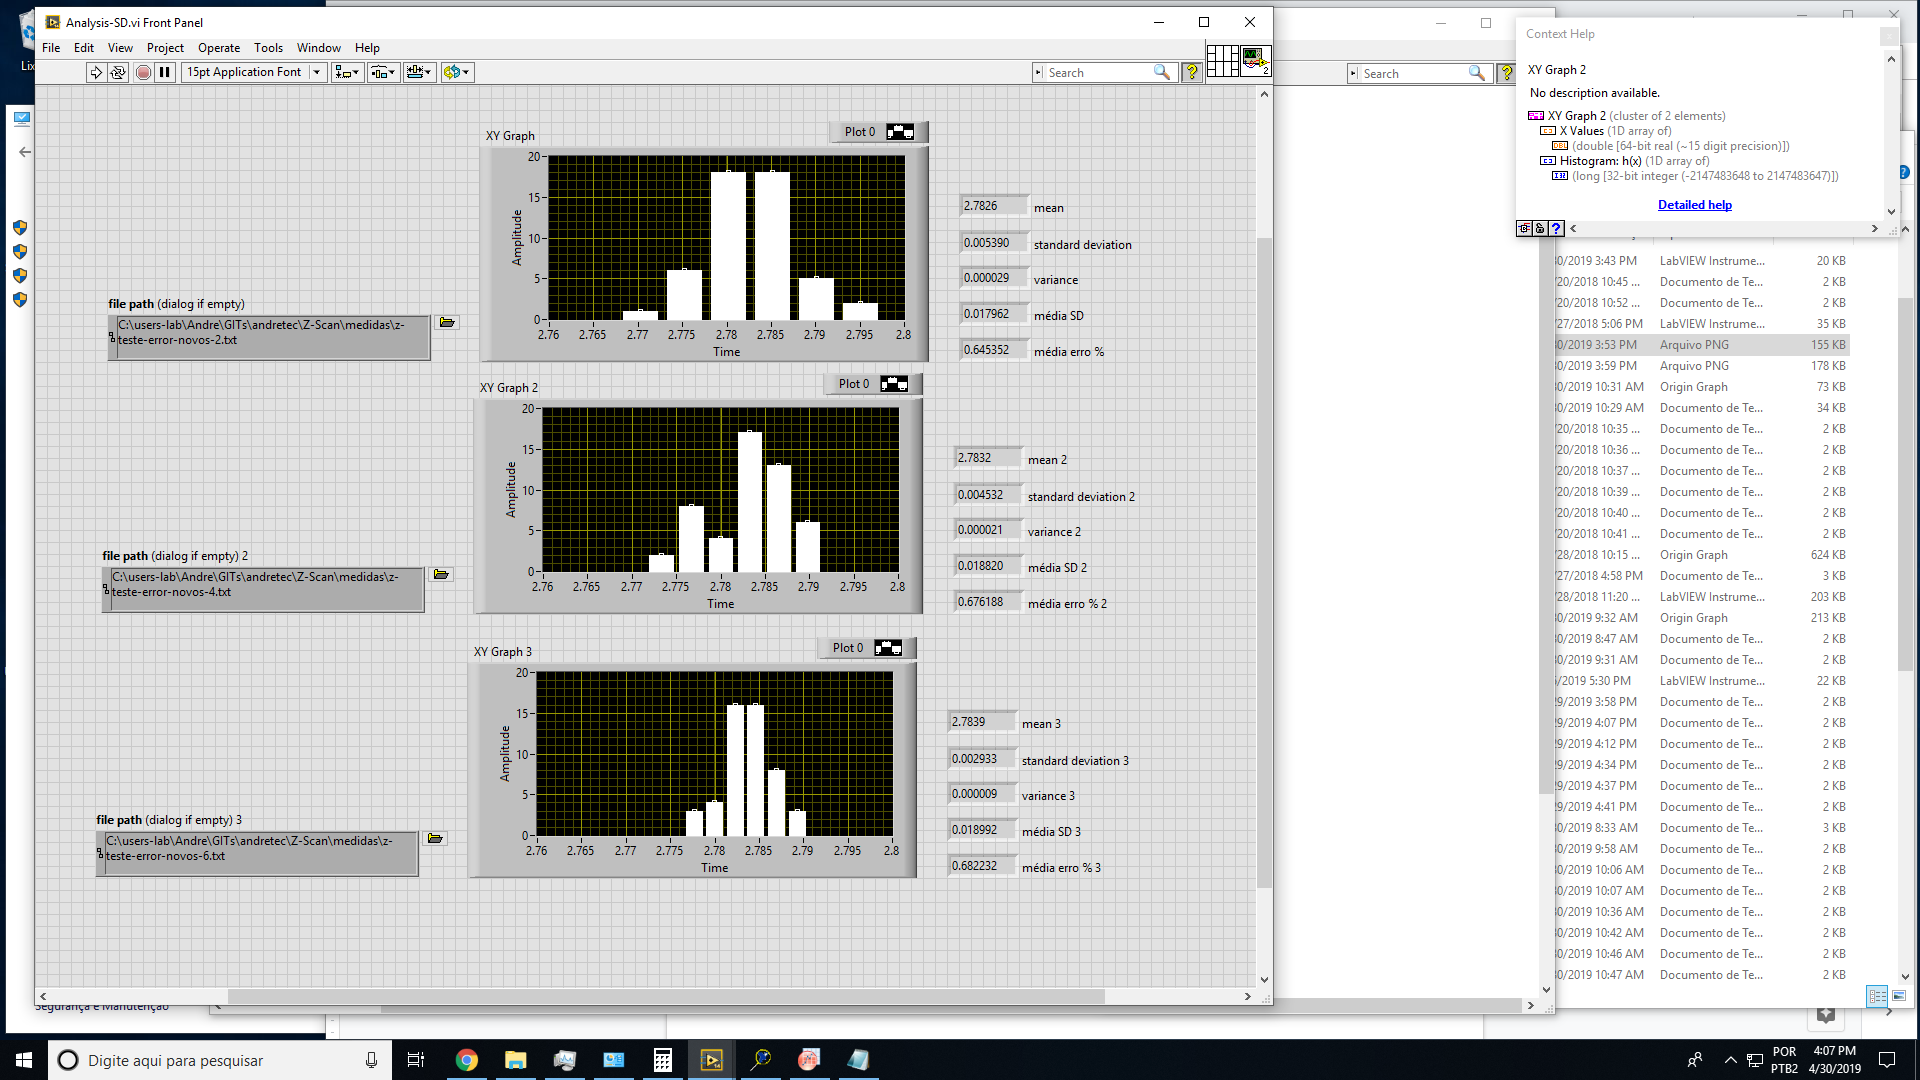 Analysis-SD.vi Front Panel
File Edit View Project Operate Tools Window Help
15pt Application Font
Search
Search
2
XY Graph
Plot 0
20
15
10
5
0
Amplitude
2.76 2.765 2.77 2.775 2.78 2.785 2.79 2.795 2.8
Time
2.7826 mean
0.005390 standard deviation
0.000029 variance
0.017962 média SD
0.645352 média erro %
file path (dialog if empty)
C:\users-lab\Andre\GITs\andretec\Z-Scan\medidas\z-
teste-error-novos-2.txt
XY Graph 2
Plot 0
20
15
10
5
0
Amplitude
2.76 2.765 2.77 2.775 2.78 2.785 2.79 2.795 2.8
Time
2.7832 mean 2
0.004532 standard deviation 2
0.000021 variance 2
0.018820 média SD 2
0.676188 média erro % 2
file path (dialog if empty) 2
C:\users-lab\Andre\GITs\andretec\Z-Scan\medidas\z-
teste-error-novos-4.txt
XY Graph 3
Plot 0
20
15
10
5
0
Amplitude
2.76 2.765 2.77 2.775 2.78 2.785 2.79 2.795 2.8
Time
2.7839 mean 3
0.002933 standard deviation 3
0.000009 variance 3
0.018992 média SD 3
0.682232 média erro % 3
file path (dialog if empty) 3
C:\users-lab\Andre\GITs\andretec\Z-Scan\medidas\z-
teste-error-novos-6.txt
Context Help
XY Graph 2
No description available.
XY Graph 2 (cluster of 2 elements)
X Values (1D array of)
DBL (double [64-bit real (~15 digit precision)])
Histogram: h(x) (1D array of)
I32 (long [32-bit integer (-2147483648 to 2147483647)])
Detailed help
0/2019 3:43 PM LabVIEW Instrume... 20 KB
/20/2018 10:45 ... Documento de Te... 2 KB
/20/2018 10:52 ... Documento de Te... 2 KB
/27/2018 5:06 PM LabVIEW Instrume... 35 KB
0/2019 3:53 PM Arquivo PNG 155 KB
0/2019 3:59 PM Arquivo PNG 178 KB
0/2019 10:31 AM Origin Graph 73 KB
0/2019 10:29 AM Documento de Te... 34 KB
/20/2018 10:35 ... Documento de Te... 2 KB
/20/2018 10:36 ... Documento de Te... 2 KB
/20/2018 10:37 ... Documento de Te... 2 KB
/20/2018 10:39 ... Documento de Te... 2 KB
/20/2018 10:40 ... Documento de Te... 2 KB
/20/2018 10:41 ... Documento de Te... 2 KB
/28/2018 10:15 ... Origin Graph 624 KB
/27/2018 4:58 PM Documento de Te... 3 KB
/28/2018 11:20 ... LabVIEW Instrume... 203 KB
0/2019 9:32 AM Origin Graph 213 KB
0/2019 8:47 AM Documento de Te... 2 KB
0/2019 9:31 AM Documento de Te... 2 KB
/2019 5:30 PM LabVIEW Instrume... 22 KB
9/2019 3:58 PM Documento de Te... 2 KB
9/2019 4:07 PM Documento de Te... 2 KB
9/2019 4:12 PM Documento de Te... 2 KB
9/2019 4:34 PM Documento de Te... 2 KB
9/2019 4:37 PM Documento de Te... 2 KB
9/2019 4:41 PM Documento de Te... 2 KB
0/2019 8:33 AM Documento de Te... 3 KB
0/2019 9:58 AM Documento de Te... 2 KB
0/2019 10:06 AM Documento de Te... 2 KB
0/2019 10:07 AM Documento de Te... 2 KB
0/2019 10:36 AM Documento de Te... 2 KB
0/2019 10:42 AM Documento de Te... 2 KB
0/2019 10:46 AM Documento de Te... 2 KB
0/2019 10:47 AM Documento de Te... 2 KB
Lix
Segurança e Manutenção
Digite aqui para pesquisar
POR
PTB2
4:07 PM
4/30/2019